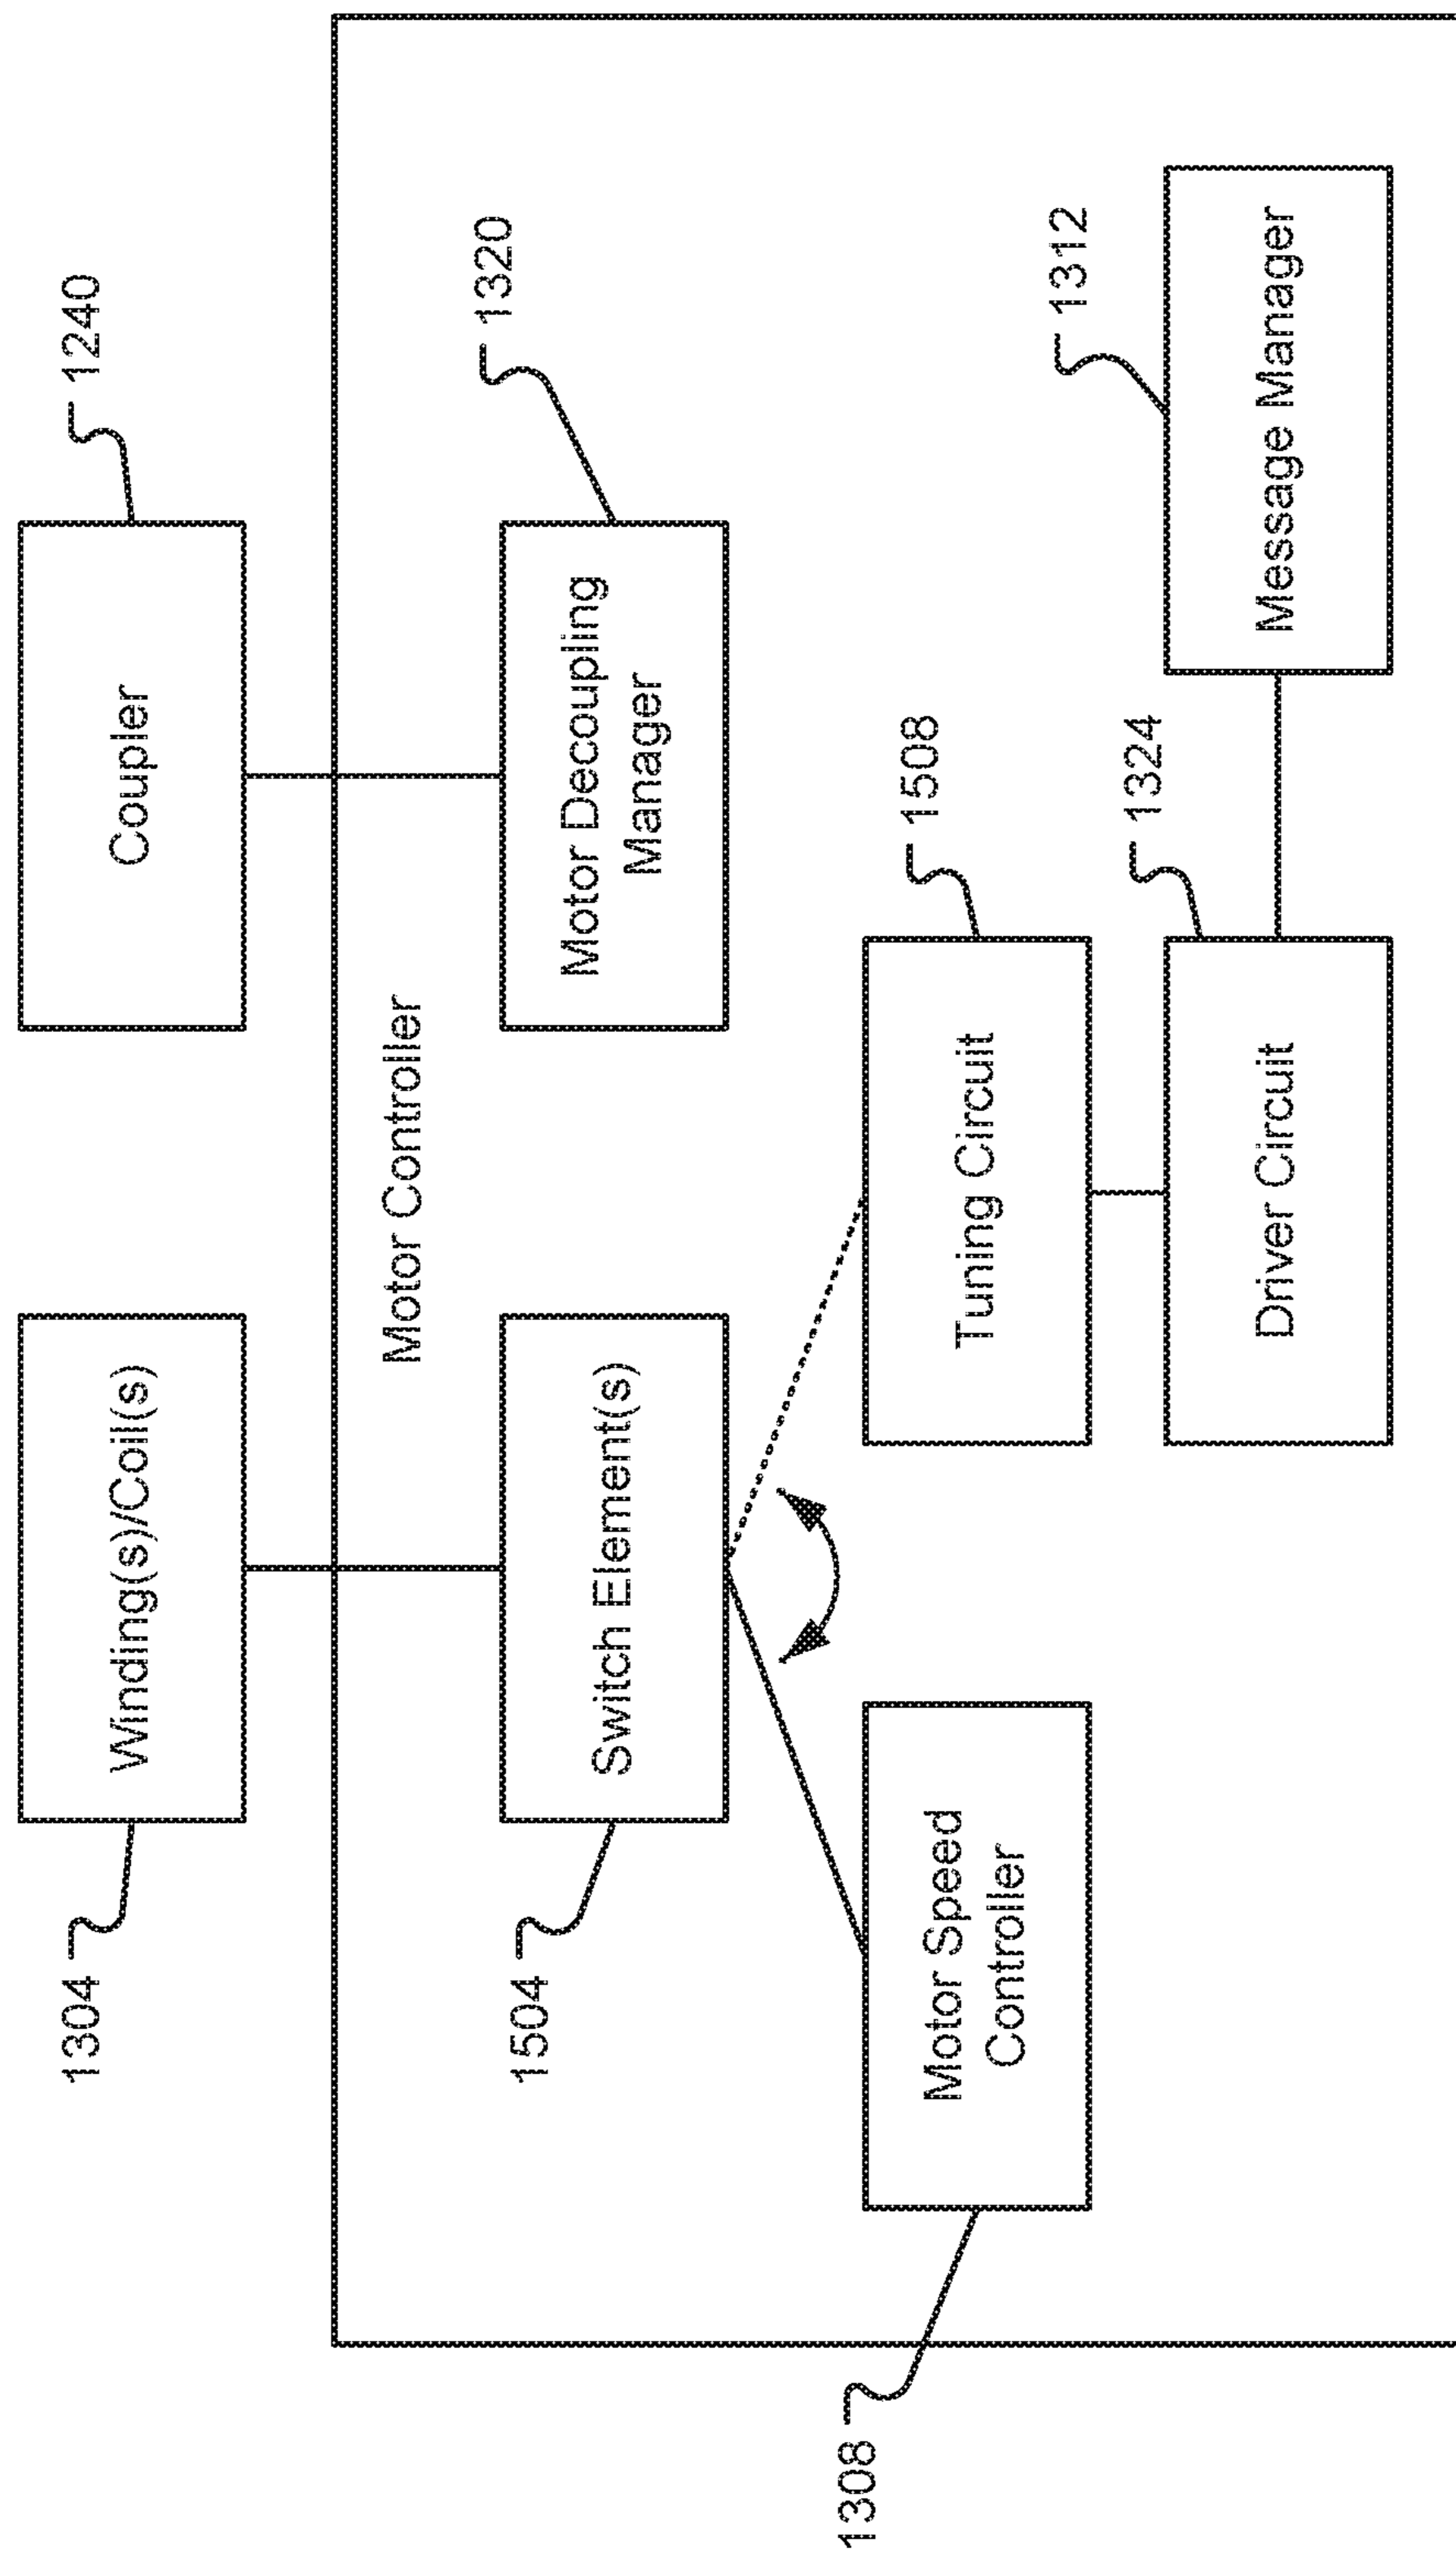 1304
Winding(s)/Coil(s)
Coupler
1240
Motor Controller
1504
Switch Element(s)
Motor Decoupling
Manager
1320
1308
Motor Speed
Controller
Tuning Circuit
1508
Driver Circuit
1324
Message Manager
1312